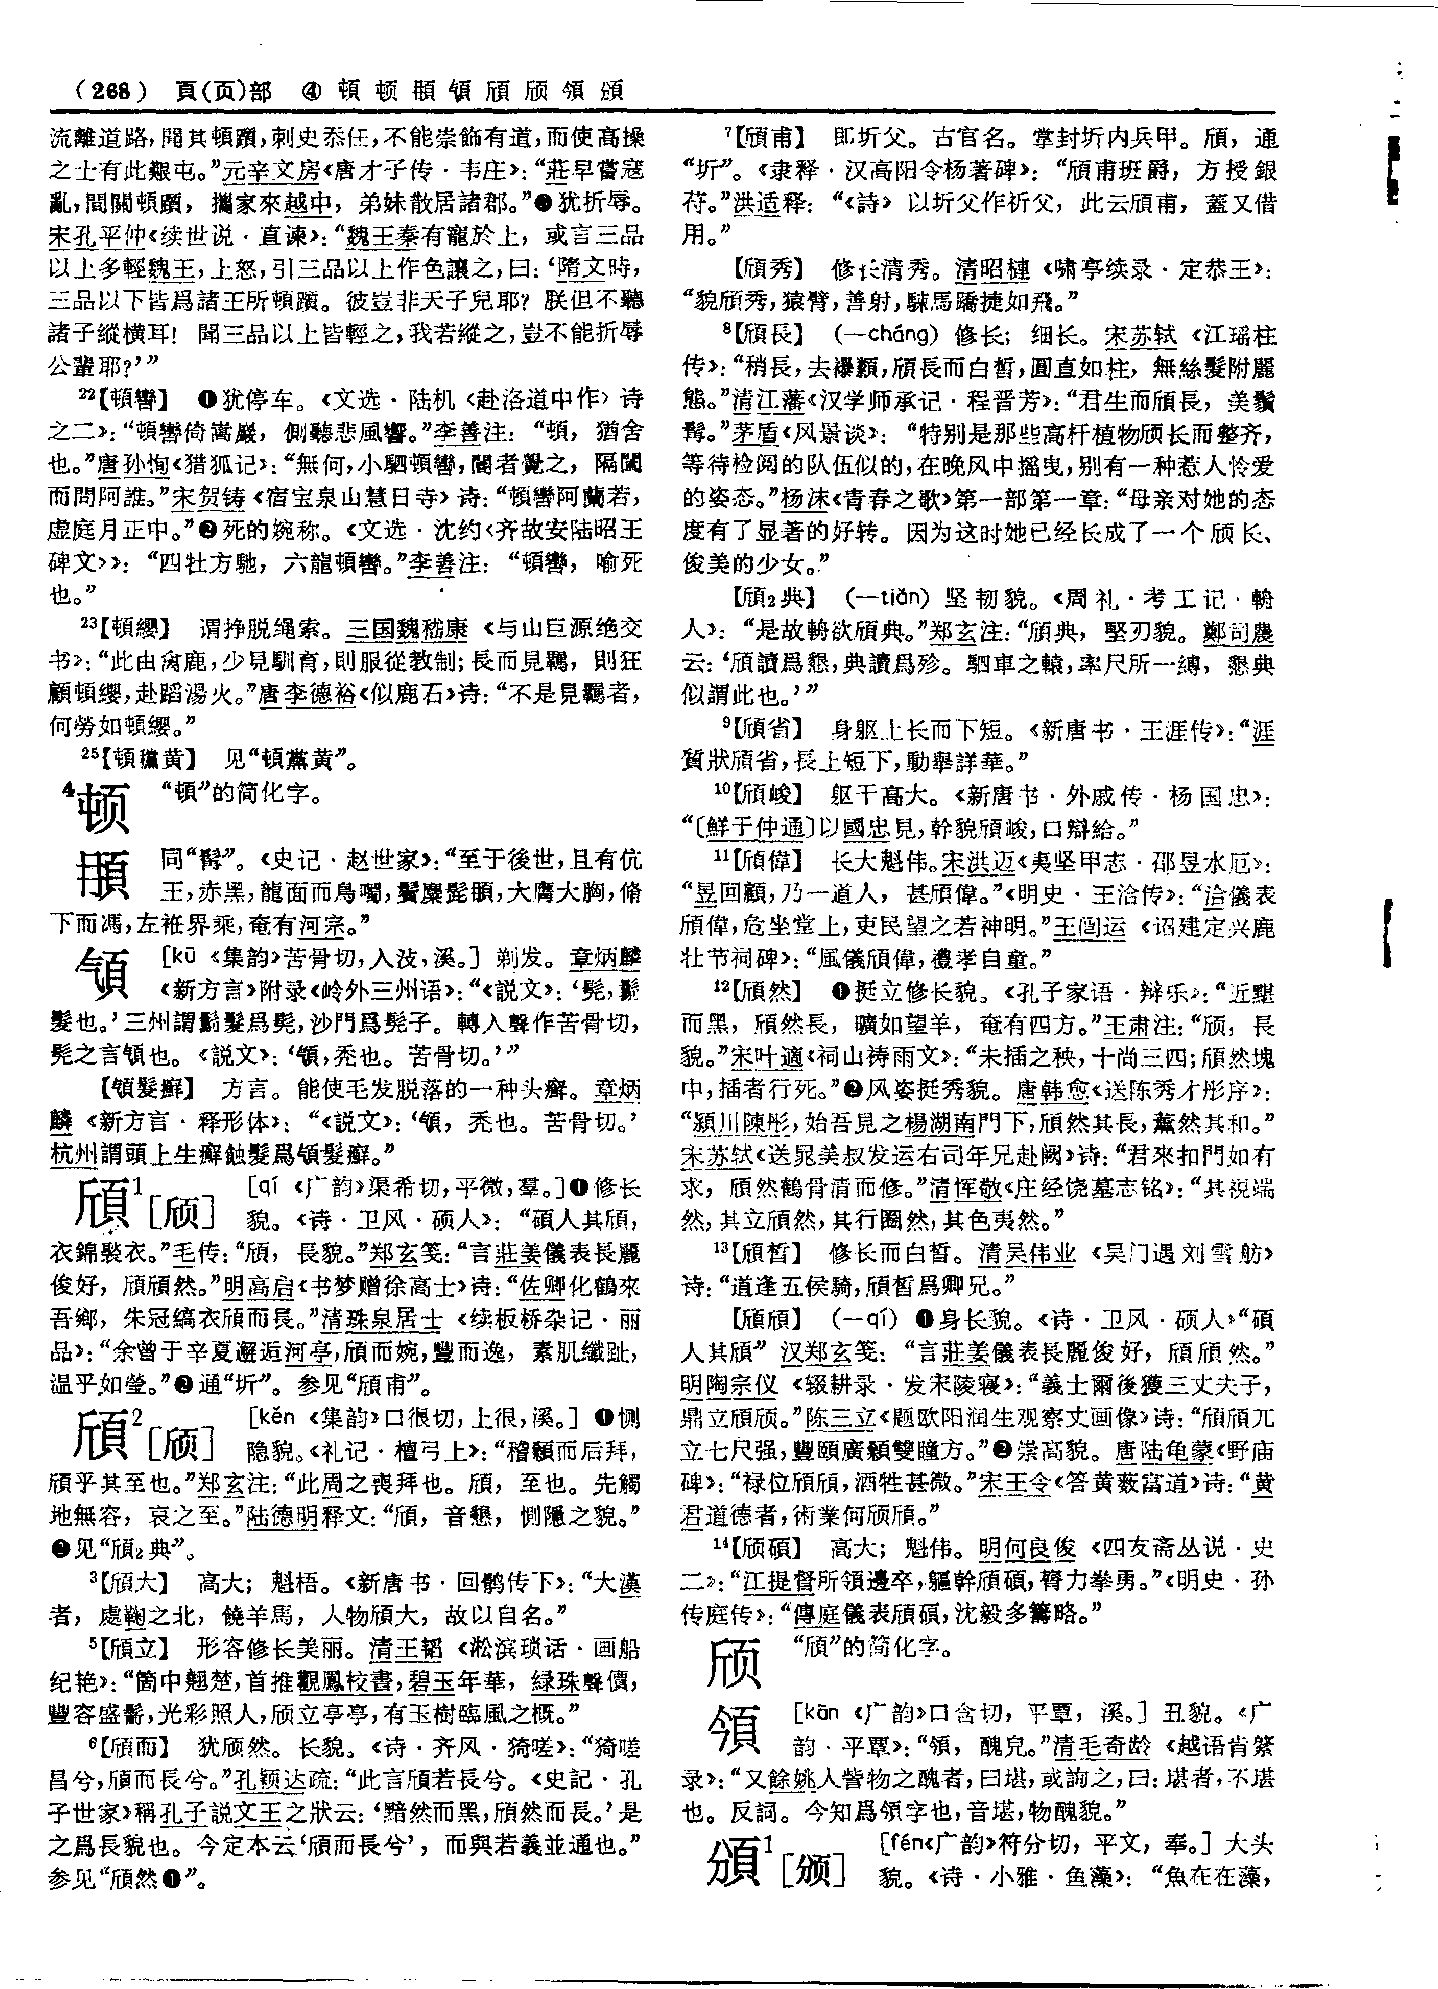 （268） 頁(页)部 ④ 頓 顿 䫇 䪼 頎 颀 頜 頒
流離道路，聞其頓躓，刺史忝任，不能崇飾有道，而使高操
之士有此艱屯。”元辛文房《唐才子传·韦庄》：“莊早嘗寇
亂，間關頓躓，攜家來越中，弟妹散居諸郡。”❸犹折辱。
宋孔平仲《续世说·直谏》：“魏王泰有寵於上，或言三品
以上多輕魏王，上怒，引三品以上作色讓之，曰：‘隋文時，
三品以下皆爲諸王所頓躓。彼豈非天子兒耶？朕但不聽
諸子縱横耳！聞三品以上皆輕之，我若縱之，豈不能折辱
公輩耶？’”
22【頓轡】 ❶犹停车。《文选·陆机〈赴洛道中作〉诗
之二》：“頓轡倚嵩巖，側聽悲風響。”李善注：“頓，猶舍
也。”唐孙恂《猎狐记》：“無何，小駟頓轡，閽者覺之，隔闔
而問阿誰。”宋贺铸《宿宝泉山慧日寺》诗：“頓轡阿蘭若，
虚庭月正中。”❷死的婉称。《文选·沈约〈齐故安陆昭王
碑文〉》：“四牡方馳，六龍頓轡。”李善注：“頓轡，喻死
也。”
23【頓纓】 谓挣脱绳索。三国魏嵇康《与山巨源绝交
书》：“此由禽鹿，少見馴育，則服從教制；長而見羈，則狂
顧頓缨，赴蹈湯火。”唐李德裕《似鹿石》诗：“不是見羈者，
何勞如頓纓。”
25【頓讜黄】 见“頓黨黄”。
4顿 “頓”的简化字。
䫇 同“髯”。《史记·赵世家》：“至于後世，且有伉
王，赤黑，龍面而鳥噣，鬢麋髭䫇，大膺大胸，脩
下而馮，左袵界乘，奄有河宗。”
䪼 [kū 《集韵》苦骨切，入没，溪。] 剃发。章炳麟
《新方言》附录《岭外三州语》：“《説文》：‘髡，鬀
髮也。’三州謂鬀髮爲髡，沙門爲髡子。轉入聲作苦骨切，
髡之言䪼也。《説文》：‘䪼，禿也。苦骨切。’”
【䪼髮癬】 方言。能使毛发脱落的一种头癣。章炳
麟《新方言·释形体》：“《説文》：‘䪼，禿也。苦骨切。’
杭州謂頭上生癬蝕髮爲䪼髮癬。”
頎1[颀] [qí 《广韵》渠希切，平微，羣。]❶修长
貌。《诗·卫风·硕人》：“碩人其頎，
衣錦褧衣。”毛传：“頎，長貌。”郑玄笺：“言莊姜儀表長麗
俊好，頎頎然。”明高启《书梦赠徐高士》诗：“佐卿化鶴來
吾鄉，朱冠縞衣頎而長。”清珠泉居士《续板桥杂记·丽
品》：“余曾于辛夏邂逅河亭，頎而婉，豐而逸，素肌纖趾，
温乎如瑩。”❷通“圻”。参见“頎甫”。
頎2[颀] [kěn 《集韵》口很切，上很，溪。] ❶恻
隐貌。《礼记·檀弓上》：“稽顙而后拜，
頎乎其至也。”郑玄注：“此周之喪拜也。頎，至也。先觸
地無容，哀之至。”陆德明释文：“頎，音懇，惻隱之貌。”
❷见“頎2典”。
3【頎大】 高大；魁梧。《新唐书·回鹘传下》：“大漠
者，處鞠之北，饒羊馬，人物頎大，故以自名。”
5【頎立】 形容修长美丽。清王韬《淞滨琐话·画船
纪艳》：“箇中翹楚，首推觀鳳校書，碧玉年華，緑珠聲價，
豐容盛鬋，光彩照人，颀立亭亭，有玉樹臨風之概。”
6【頎而】 犹颀然。长貌。《诗·齐风·猗嗟》：“猗嗟
昌兮，頎而長兮。”孔颖达疏：“此言頎若長兮。《史記·孔
子世家》稱孔子説文王之狀云：‘黯然而黑，頎然而長。’是
之爲長貌也。今定本云‘頎而長兮’，而與若義並通也。”
参见“頎然❶”。
7【頎甫】 即圻父。古官名。掌封圻内兵甲。頎，通
“圻”。《隶释·汉高阳令杨著碑》：“頎甫班爵，方授銀
苻。”洪适释：“《詩》以圻父作祈父，此云頎甫，蓋又借
用。”
【頎秀】 修长清秀。清昭梿《啸亭续录·定恭王》：
“貌頎秀，猿臂，善射，騋馬蹻捷如飛。”
8【頎長】 （—cháng）修长；细长。宋苏轼《江瑶柱
传》：“稍長，去襮纇，頎長而白皙，圓直如柱，無絲髮附麗
態。”清江藩《汉学师承记·程晋芳》：“君生而頎長，美鬚
髯。”茅盾《风景谈》：“特别是那些高杆植物颀长而整齐，
等待检阅的队伍似的，在晚风中摇曳，别有一种惹人怜爱
的姿态。”杨沫《青春之歌》第一部第一章：“母亲对她的态
度有了显著的好转。因为这时她已经长成了一个颀长、
俊美的少女。”
【頎2典】 （—tiǎn）坚韧貌。《周礼·考工记·輈
人》：“是故輈欲頎典。”郑玄注：“頎典，堅刃貌。鄭司農
云：‘頎讀爲懇，典讀爲殄。駟車之轅，率尺所一縛，懇典
似謂此也。’”
9【頎省】 身躯上长而下短。《新唐书·王涯传》：“涯
質狀頎省，長上短下，動舉詳華。”
10【頎峻】 躯干高大。《新唐书·外戚传·杨国忠》：
“〔鮮于仲通〕以國忠見，幹貌頎峻，口辯給。”
11【頎偉】 长大魁伟。宋洪迈《夷坚甲志·邵昱水厄》：
“昱回顧，乃一道人，甚頎偉。”《明史·王洽传》：“洽儀表
頎偉，危坐堂上，吏民望之若神明。”王闿运《诏建定兴鹿
壮节祠碑》：“風儀頎偉，禮孝自童。”
12【頎然】 ❶挺立修长貌。《孔子家语·辩乐》：“近黮
而黑，頎然長，曠如望羊，奄有四方。”王肃注：“颀，長
貌。”宋叶適《祠山祷雨文》：“未插之秧，十尚三四；頎然塊
中，插者行死。”❷风姿挺秀貌。唐韩愈《送陈秀才彤序》：
“潁川陳彤，始吾見之楊湖南門下，頎然其長，薰然其和。”
宋苏轼《送晁美叔发运右司年兄赴阙》诗：“君來扣門如有
求，頎然鶴骨清而修。”清恽敬《庄经饶墓志铭》：“其視端
然，其立頎然，其行圈然，其色夷然。”
13【頎晳】 修长而白皙。清吴伟业《吴门遇刘雪舫》
诗：“道逢五侯騎，頎晳爲卿兄。”
【頎頎】 （—qí）❶身长貌。《诗·卫风·硕人》“碩
人其頎” 汉郑玄笺：“言莊姜儀表長麗俊好，頎頎然。”
明陶宗仪《辍耕录·发宋陵寝》：“義士爾後獲三丈夫子，
鼎立頎颀。”陈三立《题欧阳润生观察丈画像》诗：“頎頎兀
立七尺强，豐頤廣顙雙瞳方。”❷崇高貌。唐陆龟蒙《野庙
碑》：“禄位頎頎，酒牲甚微。”宋王令《答黄薮富道》诗：“黄
君道德者，術業何颀頎。”
14【颀碩】 高大；魁伟。明何良俊《四友斋丛说·史
二》：“江提督所領邊卒，軀幹頎碩，膂力拳勇。”《明史·孙
传庭传》：“傳庭儀表頎碩，沈毅多籌略。”
颀 “頎”的简化字。
頜 [kān 《广韵》口含切，平覃，溪。] 丑貌。《广
韵·平覃》：“頜，醜皃。”清毛奇龄《越语肯綮
录》：“又餘姚人訾物之醜者，曰堪，或詢之，曰：堪者，不堪
也。反詞。今知爲頜字也，音堪，物醜貌。”
頒1[颁] [fén《广韵》符分切，平文，奉。] 大头
貌。《诗·小雅·鱼藻》：“魚在在藻，